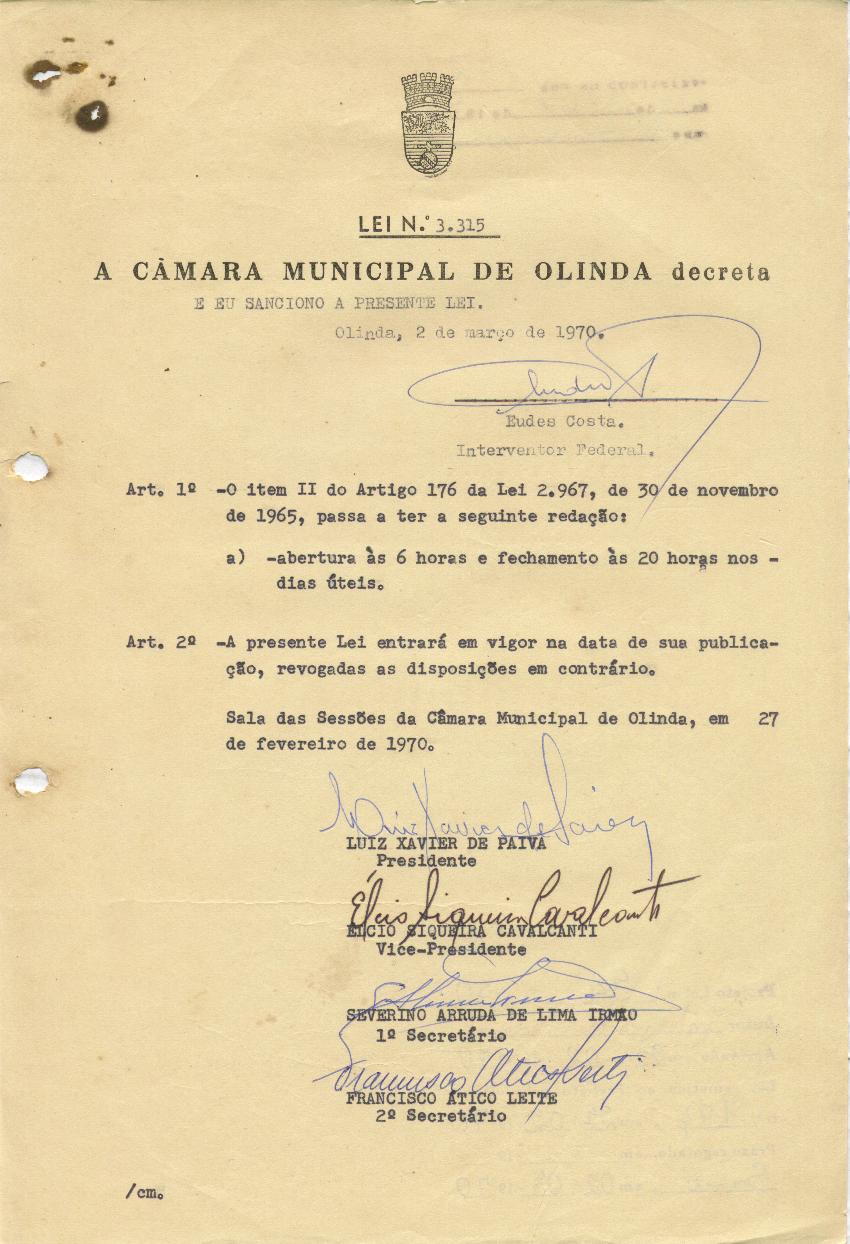 LEI N.º 3.315
A CÂMARA MUNICIPAL DE OLINDA decreta
E EU SANCIONO A PRESENTE LEI.
Olinda, 2 de março de 1970.
Eudes Costa.
Interventor Federal.
Art. 1º -O item II do Artigo 176 da Lei 2.967, de 30 de novembro
de 1965, passa a ter a seguinte redação:
a) -abertura às 6 horas e fechamento às 20 horas nos -
dias úteis.
Art. 2º -A presente Lei entrará em vigor na data de sua publica-
ção, revogadas as disposições em contrário.
Sala das Sessões da Câmara Municipal de Olinda, em 27
de fevereiro de 1970.
Luiz Xavier de Paiva
LUIZ XAVIER DE PAIVA
Presidente
Élcio Siqueira Cavalcanti
ELCIO SIQUEIRA CAVALCANTI
Vice-Presidente
SEVERINO ARRUDA DE LIMA IRMÃO
1º Secretário
Francisco Ático Leite
FRANCISCO ÁTICO LEITE
2º Secretário
/cm.